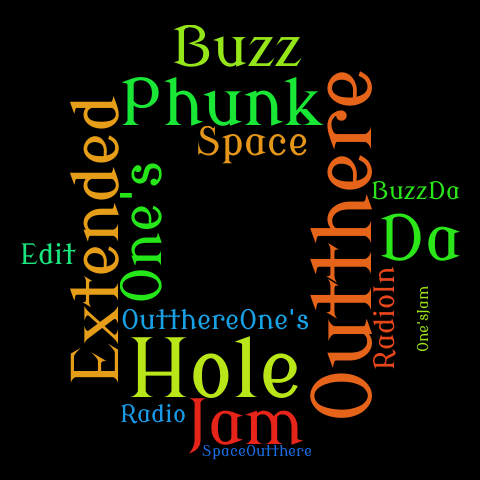 Buzz
Phunk
Space
Extended
One's
Outthere
BuzzDa
Da
Edit
RadioIn
One'sJam
OutthereOne's
Hole
Radio
Jam
SpaceOutthere